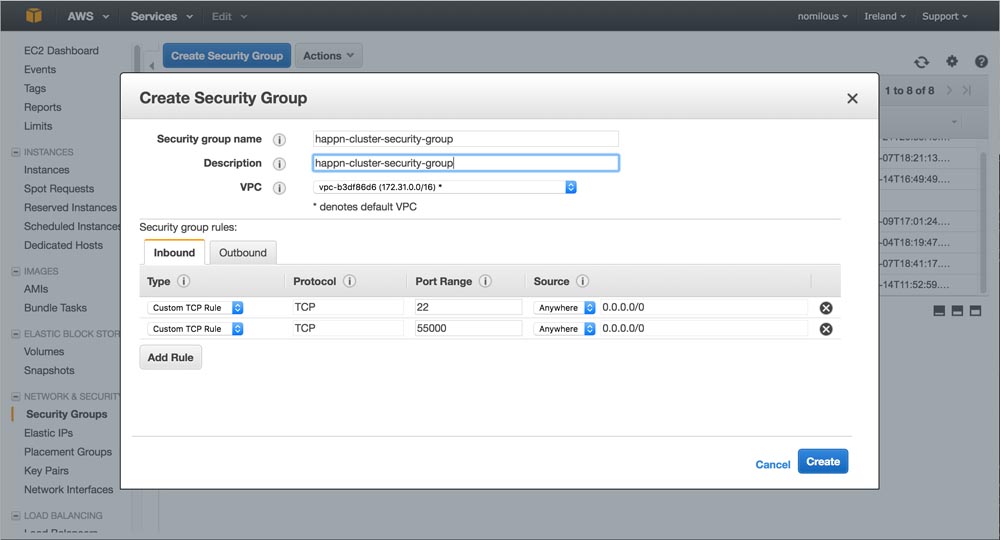 AWS Services Edit nomilous Ireland Support
EC2 Dashboard
Events
Tags
Reports
Limits
INSTANCES
Instances
Spot Requests
Reserved Instances
Scheduled Instances
Dedicated Hosts
IMAGES
AMIs
Bundle Tasks
ELASTIC BLOCK STOR
Volumes
Snapshots
NETWORK & SECURITY
Security Groups
Elastic IPs
Placement Groups
Key Pairs
Network Interfaces
LOAD BALANCING
Load Balancers
Create Security Group Actions
1 to 8 of 8
-07T18:21:13....
-14T16:49:49....
-09T17:01:24....
-04T18:19:47....
-07T18:41:17....
-14T11:52:59....
Create Security Group
Security group name happn-cluster-security-group
Description happn-cluster-security-group
VPC vpc-b3df86d6 (172.31.0.0/16) *
* denotes default VPC
Security group rules:
Inbound Outbound
Type Protocol Port Range Source
Custom TCP Rule TCP 22 Anywhere 0.0.0.0/0
Custom TCP Rule TCP 55000 Anywhere 0.0.0.0/0
Add Rule
Cancel Create